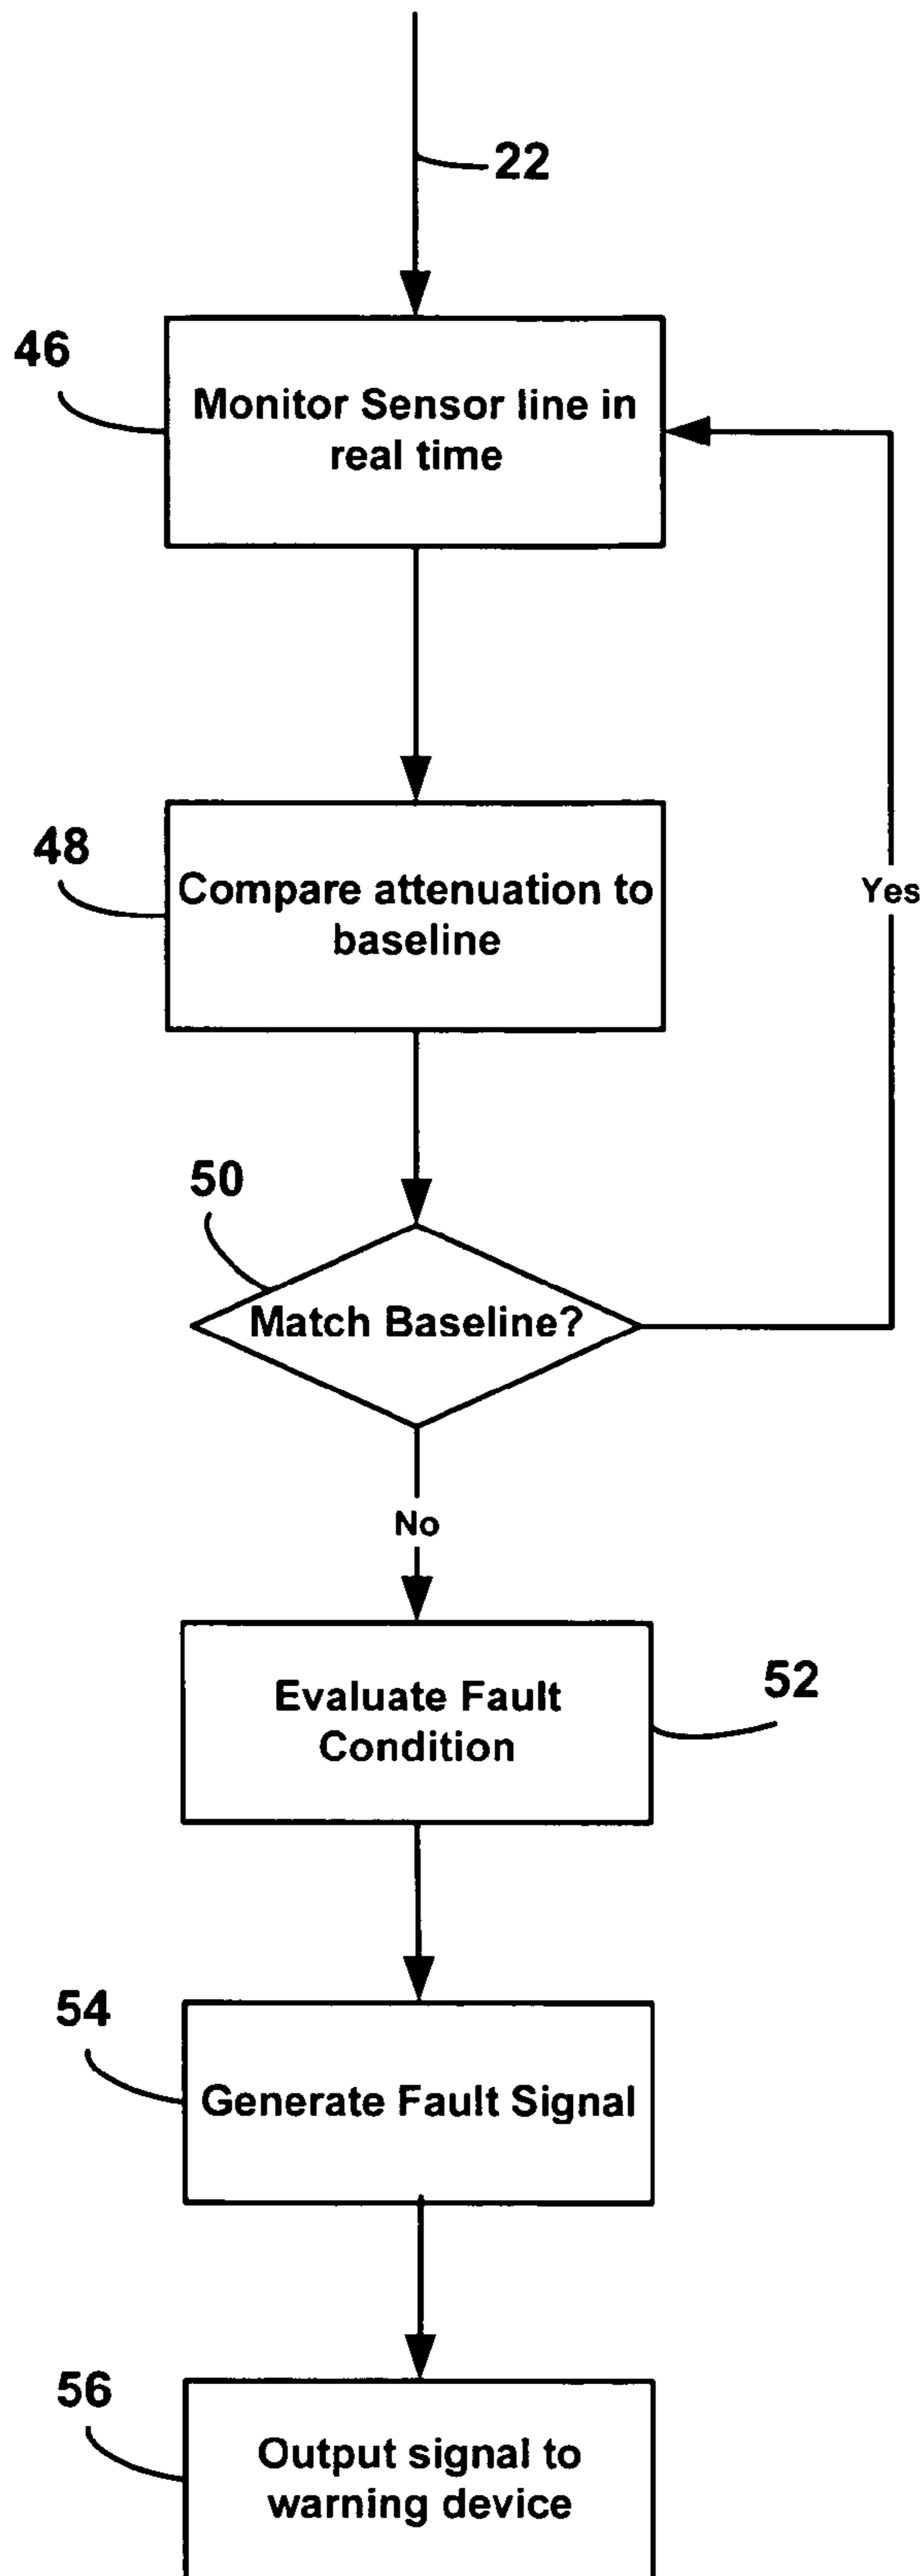 22
46
Monitor Sensor line in
real time
48
Compare attenuation to
baseline
Yes
50
Match Baseline?
No
Evaluate Fault
Condition
52
54
Generate Fault Signal
56
Output signal to
warning device